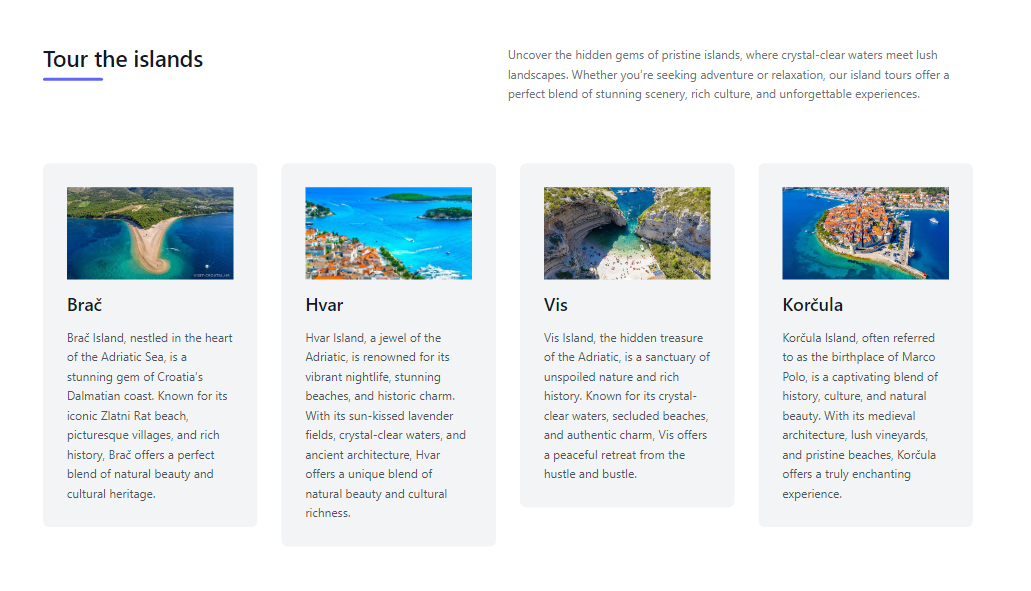 Tour the islands
Uncover the hidden gems of pristine islands, where crystal-clear waters meet lush
landscapes. Whether you're seeking adventure or relaxation, our island tours offer a
perfect blend of stunning scenery, rich culture, and unforgettable experiences.
VISIT-CROATIA.HR
Brač
Brač Island, nestled in the heart
of the Adriatic Sea, is a
stunning gem of Croatia's
Dalmatian coast. Known for its
iconic Zlatni Rat beach,
picturesque villages, and rich
history, Brač offers a perfect
blend of natural beauty and
cultural heritage.
Hvar
Hvar Island, a jewel of the
Adriatic, is renowned for its
vibrant nightlife, stunning
beaches, and historic charm.
With its sun-kissed lavender
fields, crystal-clear waters, and
ancient architecture, Hvar
offers a unique blend of
natural beauty and cultural
richness.
Vis
Vis Island, the hidden treasure
of the Adriatic, is a sanctuary of
unspoiled nature and rich
history. Known for its crystal-
clear waters, secluded beaches,
and authentic charm, Vis offers
a peaceful retreat from the
hustle and bustle.
Korčula
Korčula Island, often referred
to as the birthplace of Marco
Polo, is a captivating blend of
history, culture, and natural
beauty. With its medieval
architecture, lush vineyards,
and pristine beaches, Korčula
offers a truly enchanting
experience.